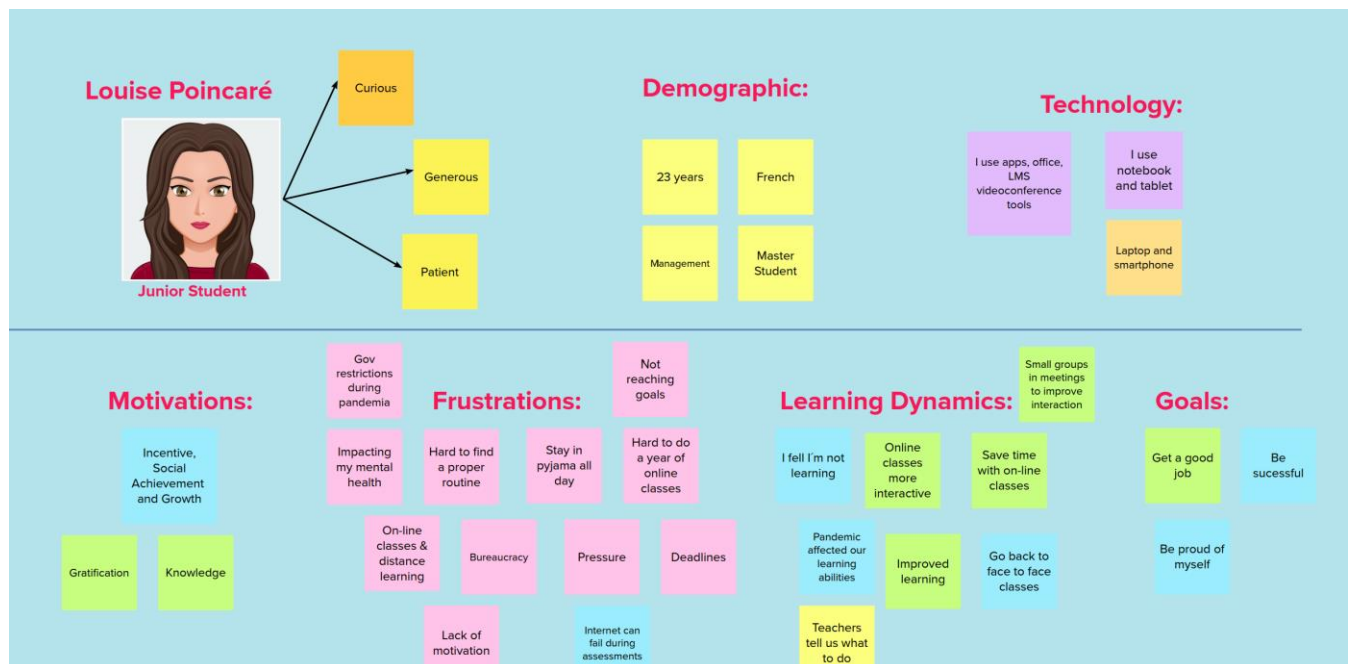 Louise Poincaré
Junior Student
Curious
Generous
Patient
Demographic:
23 years
French
Management
Master
Student
Technology:
I use apps, office,
LMS
videoconference
tools
I use
notebook
and tablet
Laptop and
smartphone
Motivations:
Incentive,
Social
Achievement
and Growth
Gratification
Knowledge
Frustrations:
Gov
restrictions
during
pandemia
Not
reaching
goals
Impacting
my mental
health
Hard to find
a proper
routine
Stay in
pyjama all
day
Hard to do
a year of
online
classes
On-line
classes &
distance
learning
Bureaucracy
Pressure
Deadlines
Lack of
motivation
Internet can
fail during
assessments
Learning Dynamics:
Small groups
in meetings
to improve
interaction
I fell I´m not
learning
Online
classes
more
interactive
Save time
with on-line
classes
Pandemic
affected our
learning
abilities
Improved
learning
Go back to
face to face
classes
Teachers
tell us what
to do
Goals:
Get a good
job
Be
sucessful
Be proud of
myself